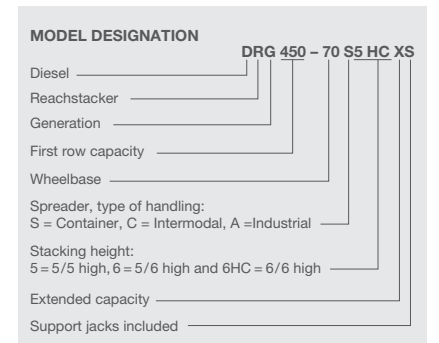 MODEL DESIGNATION
DRG 450 – 70 S5 HC XS
Diesel
Reachstacker
Generation
First row capacity
Wheelbase
Spreader, type of handling:
S = Container, C = Intermodal, A =Industrial
Stacking height:
5 = 5/5 high, 6 = 5/6 high and 6HC = 6/6 high
Extended capacity
Support jacks included